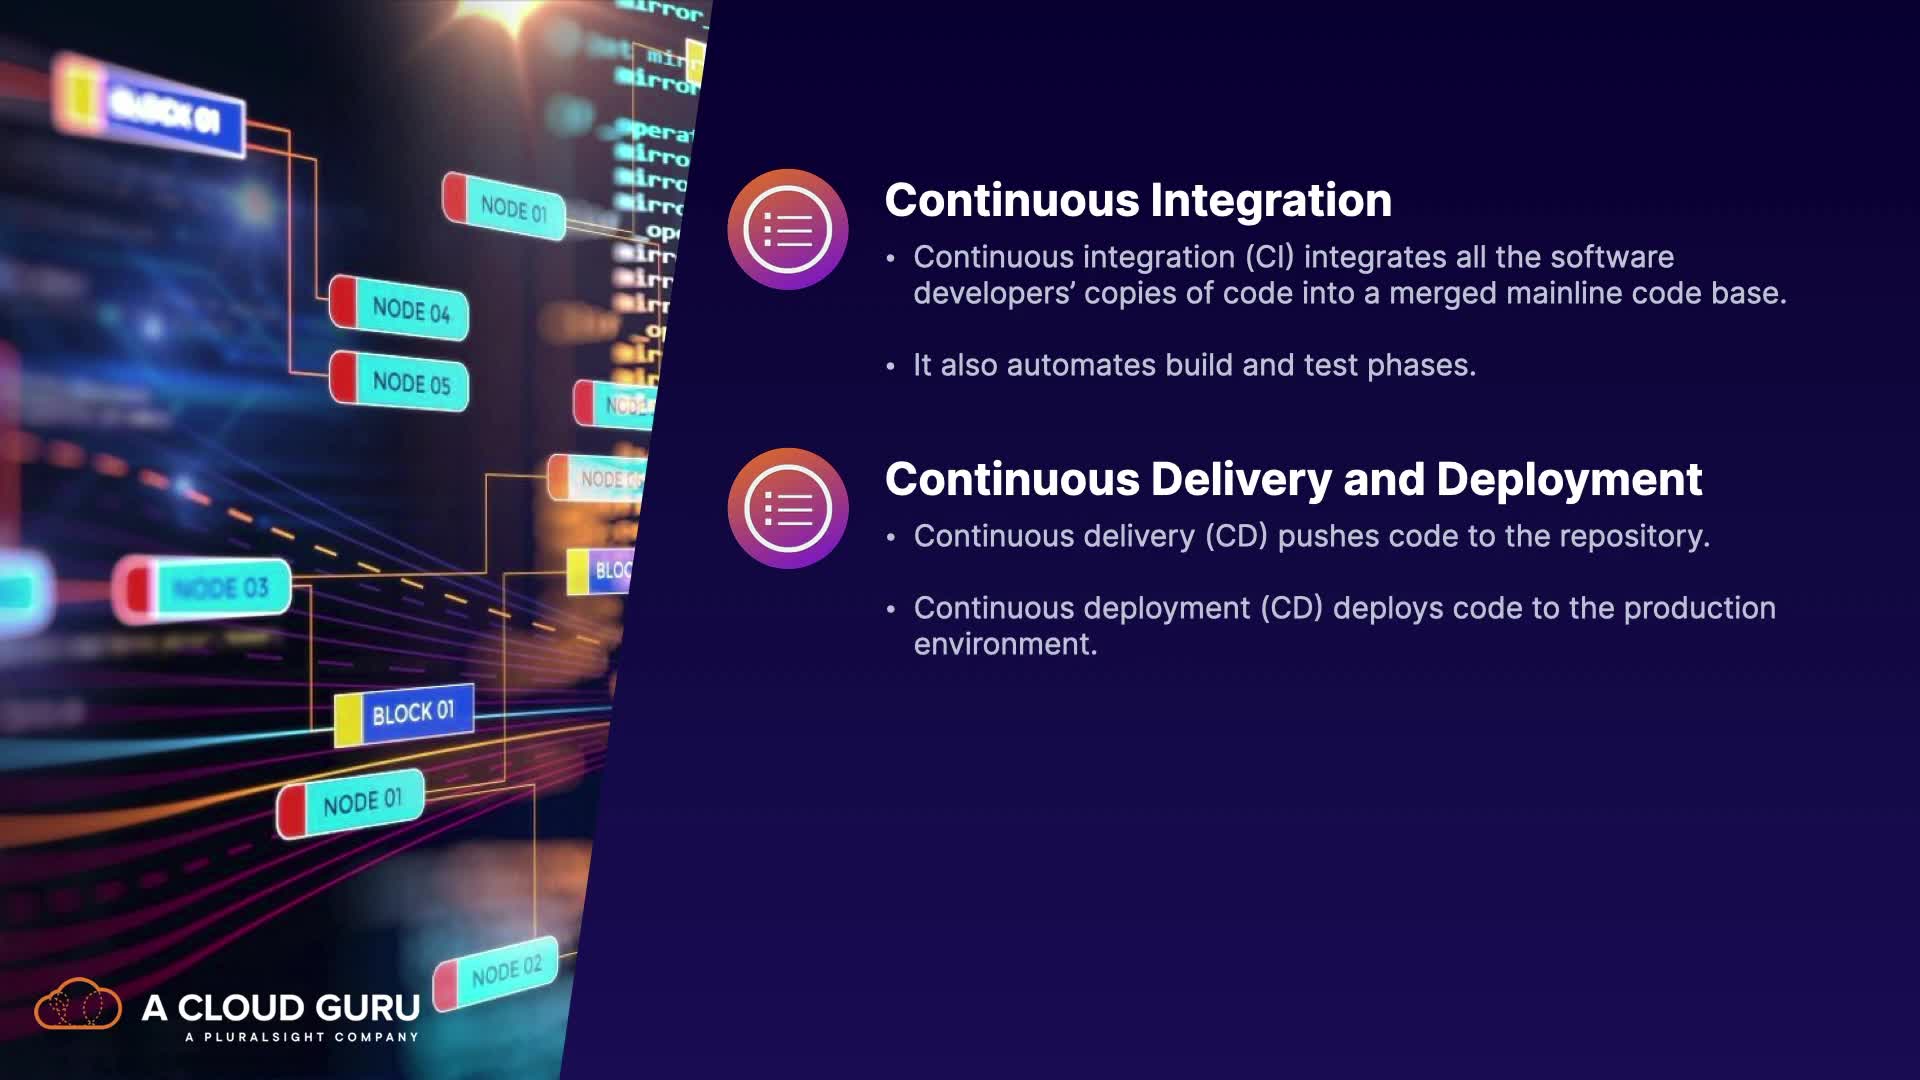 Continuous Integration
• Continuous integration (CI) integrates all the software
developers’ copies of code into a merged mainline code base.
• It also automates build and test phases.
Continuous Delivery and Deployment
• Continuous delivery (CD) pushes code to the repository.
• Continuous deployment (CD) deploys code to the production
environment.
BLOCK 01
NODE 01
NODE 04
NODE 05
NODE 03
BLOCK 01
NODE 01
NODE 02
A CLOUD GURU
A PLURALSIGHT COMPANY